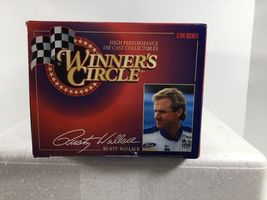 HIGH PERFORMANCE
DIE CAST COLLECTIBLES
1/24 SCALE
WINNER'S
CIRCLE
Rusty Wallace
RUSTY WALLACE